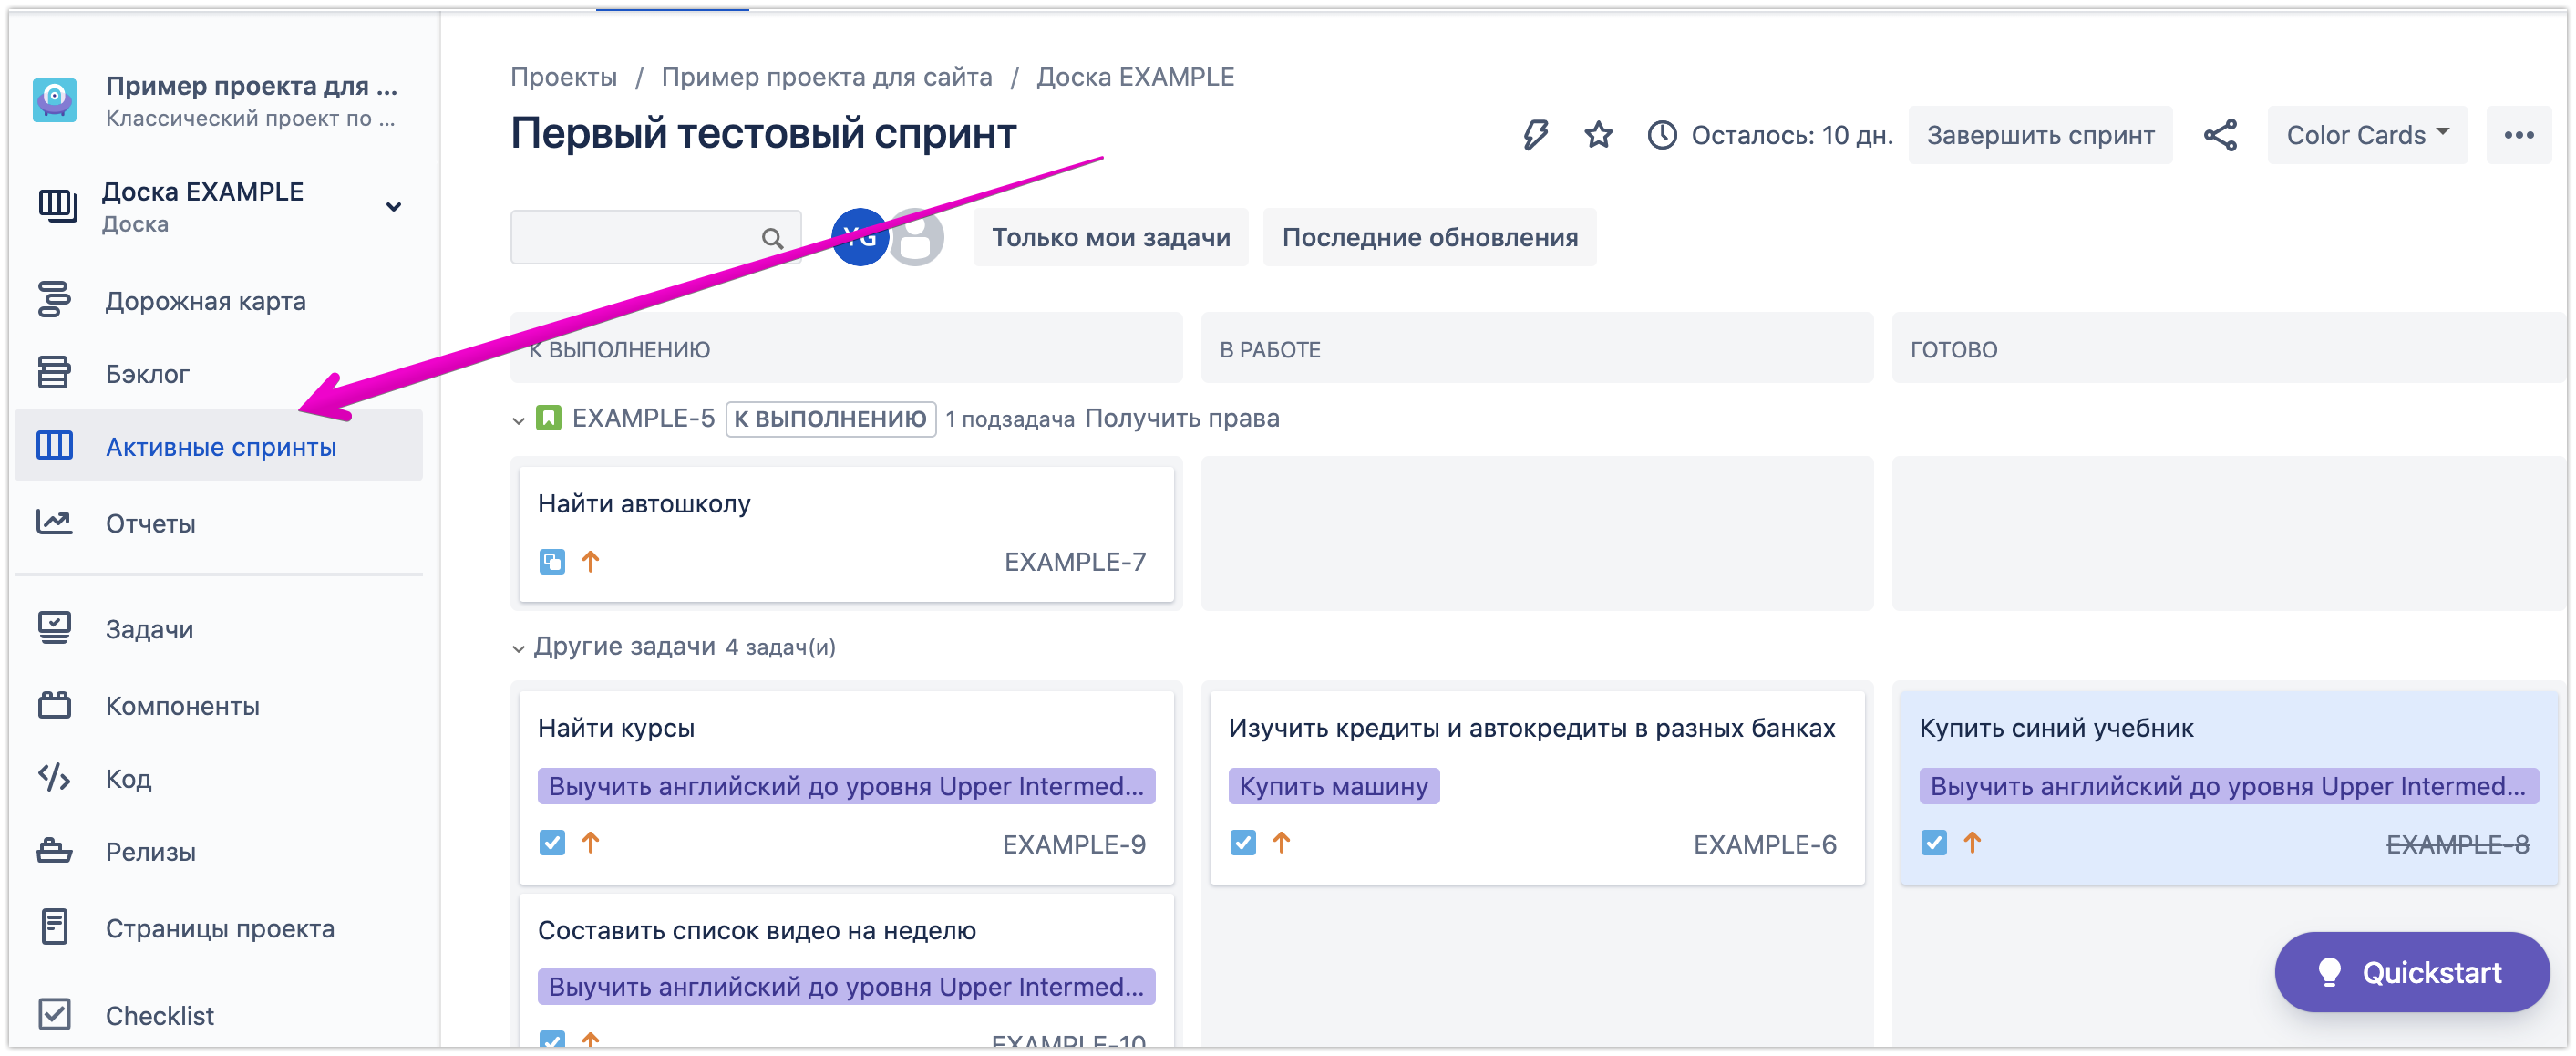 Пример проекта для ...
Классический проект по ...
Доска EXAMPLE
Доска
Дорожная карта
Бэклог
Активные спринты
Отчеты
Задачи
Компоненты
Код
Релизы
Страницы проекта
Checklist
Проекты / Пример проекта для сайта / Доска EXAMPLE
Первый тестовый спринт
Осталось: 10 дн.
Завершить спринт
Color Cards
YG
Только мои задачи
Последние обновления
К ВЫПОЛНЕНИЮ
В РАБОТЕ
ГОТОВО
EXAMPLE-5 К ВЫПОЛНЕНИЮ 1 подзадача Получить права
Найти автошколу
EXAMPLE-7
Другие задачи 4 задач(и)
Найти курсы
Выучить английский до уровня Upper Intermed...
EXAMPLE-9
Составить список видео на неделю
Выучить английский до уровня Upper Intermed...
EXAMPLE-10
Изучить кредиты и автокредиты в разных банках
Купить машину
EXAMPLE-6
Купить синий учебник
Выучить английский до уровня Upper Intermed...
EXAMPLE-8
Quickstart